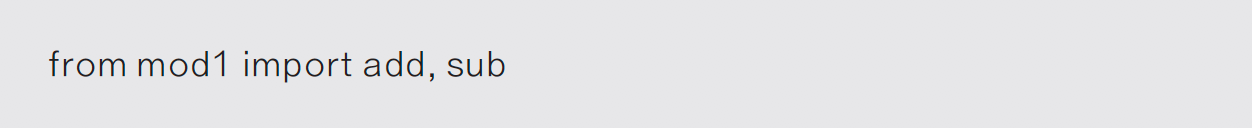 from mod1 import add, sub